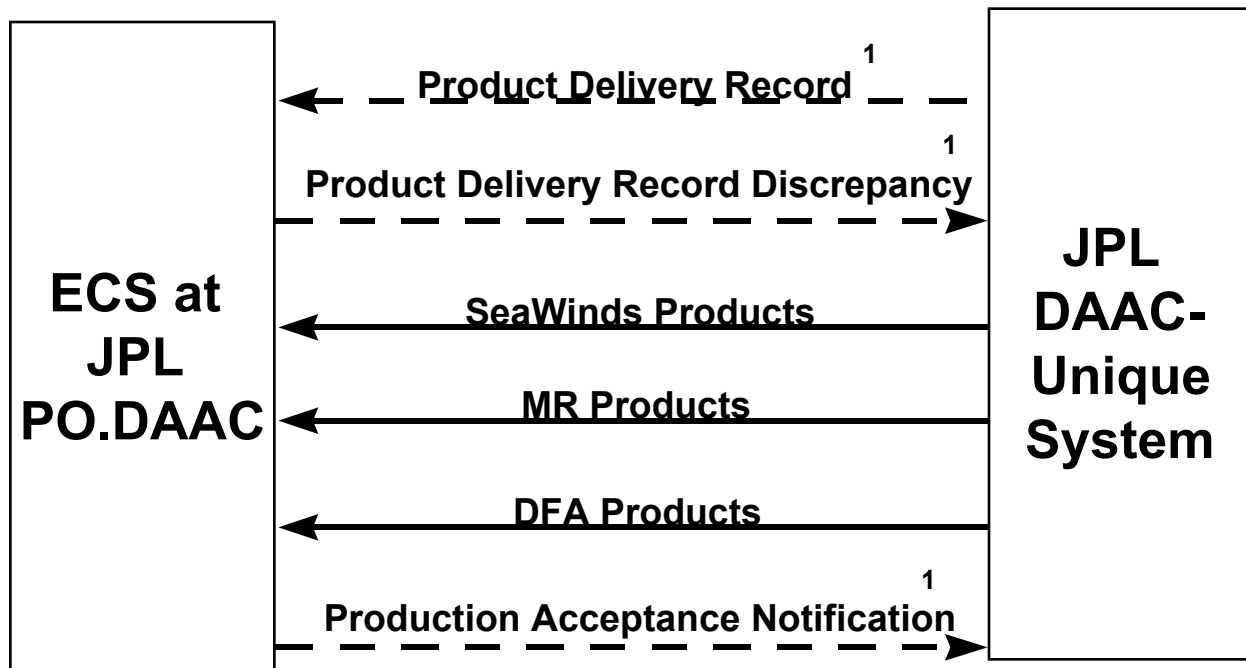 1
Product Delivery Record
1
Product Delivery Record Discrepancy
ECS at
JPL
PO.DAAC
SeaWinds Products
MR Products
DFA Products
1
Production Acceptance Notification
JPL
DAAC-
Unique
System